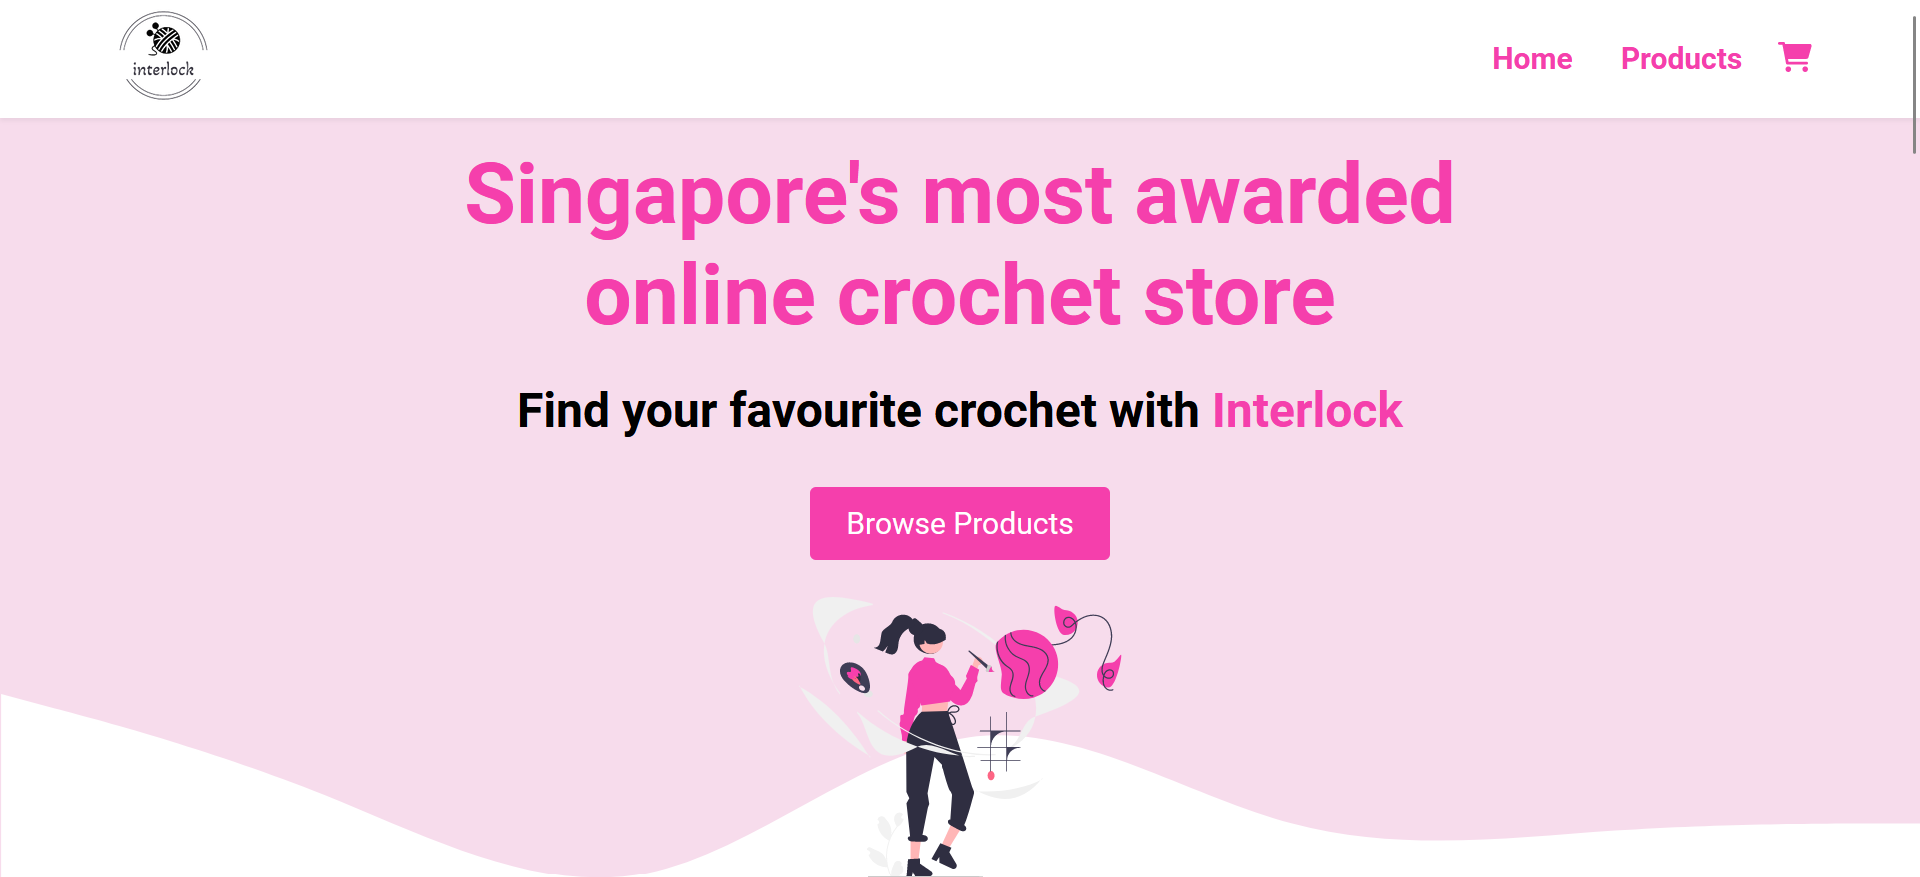 interlock
Home Products
Singapore's most awarded
online crochet store
Find your favourite crochet with Interlock
Browse Products